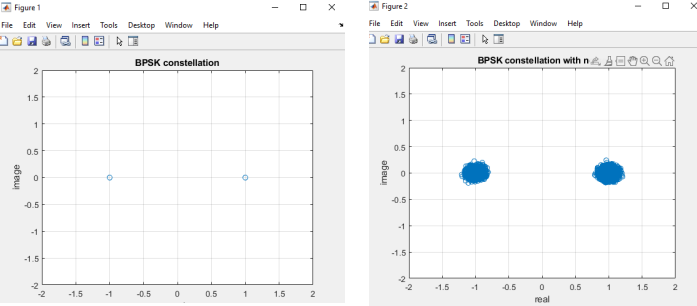 Figure 1
File Edit View Insert Tools Desktop Window Help
BPSK constellation
image
2
1.5
1
0.5
0
-0.5
-1
-1.5
-2
-2 -1.5 -1 -0.5 0 0.5 1 1.5 2
Figure 2
File Edit View Insert Tools Desktop Window Help
BPSK constellation with n
image
2
1.5
1
0.5
0
-0.5
-1
-1.5
-2
-2 -1.5 -1 -0.5 0 0.5 1 1.5 2
real